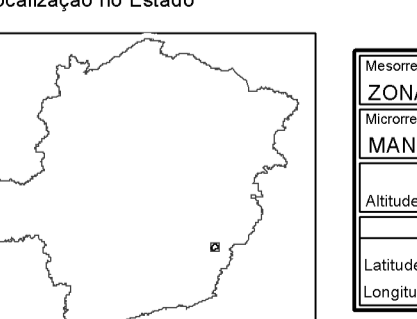 ocalização no Estado
Mesorre
ZONA
Microrre
MAN
Altitude
Latitude
Longitu